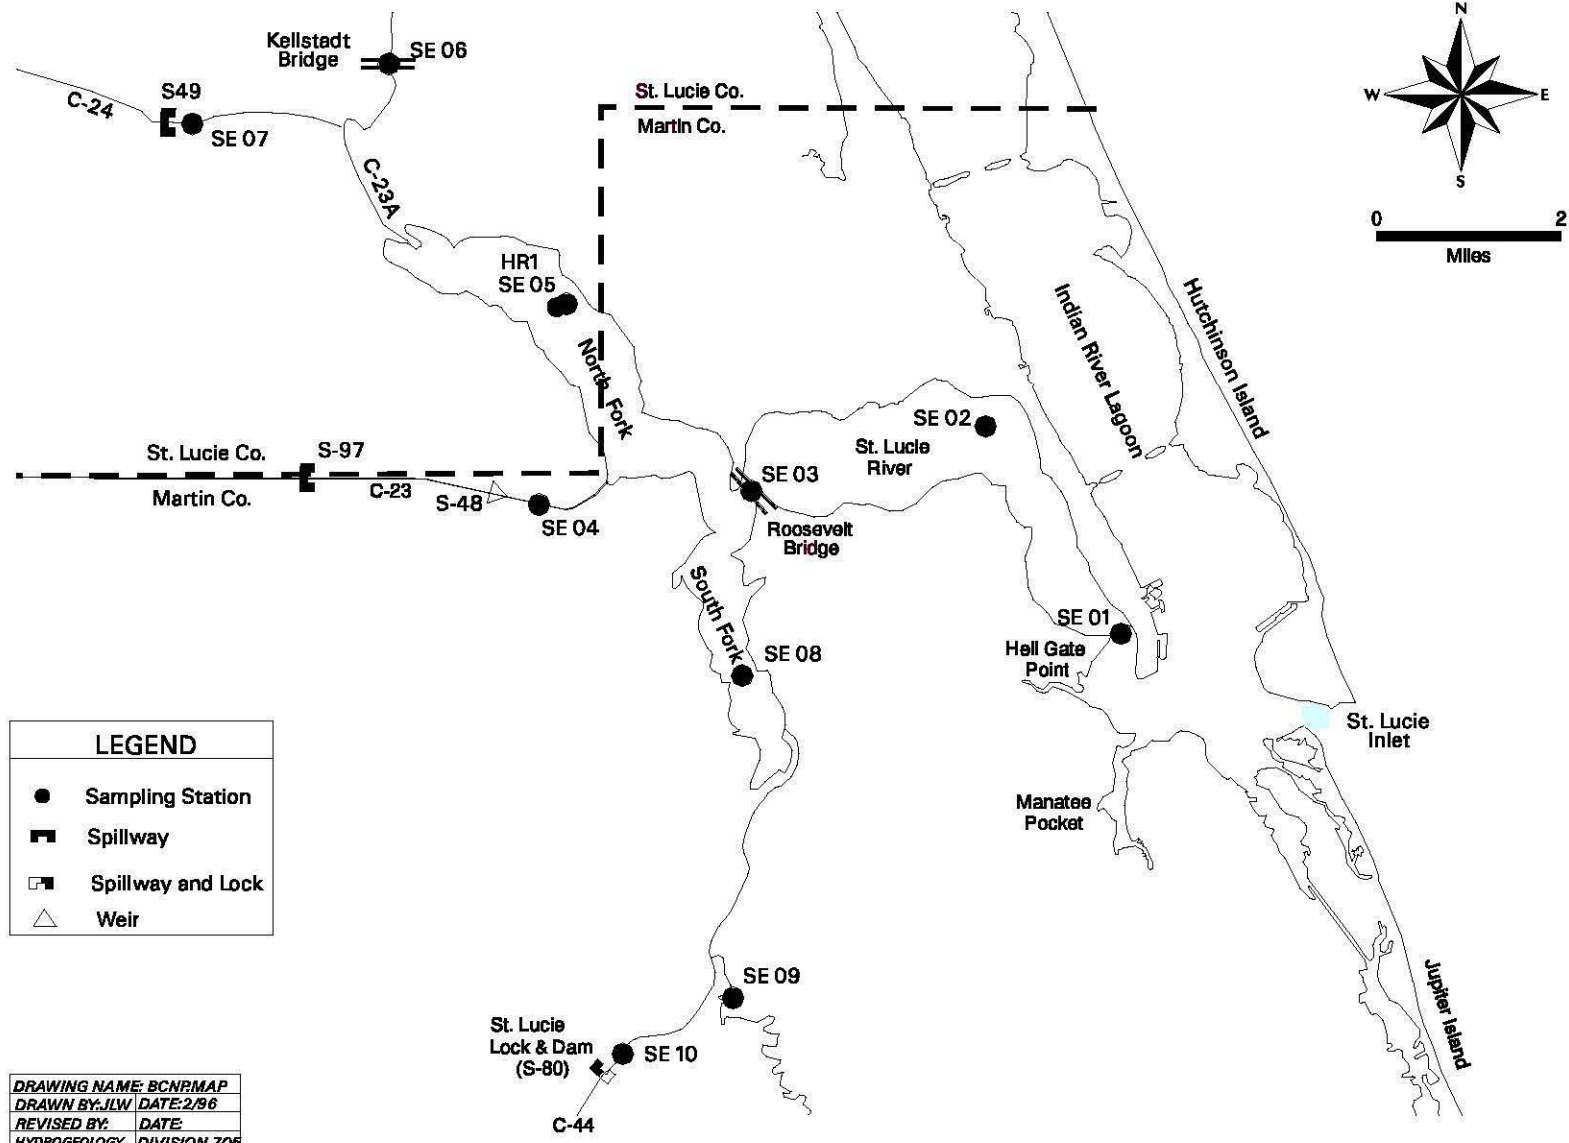 N
W
E
S
0 2
Miles
Kellstadt
Bridge
SE 06
S49
C-24
SE 07
St. Lucie Co.
Martin Co.
C-23A
HR1
SE 05
North Fork
Indian River Lagoon
Hutchinson Island
SE 02
St. Lucie
River
SE 03
Roosevelt
Bridge
St. Lucie Co.
S-97
Martin Co.
C-23
S-48
SE 04
South Fork
SE 08
SE 01
Hell Gate
Point
St. Lucie
Inlet
Manatee
Pocket
LEGEND
Sampling Station
Spillway
Spillway and Lock
Weir
SE 09
St. Lucie
Lock & Dam
(S-80)
SE 10
C-44
Jupiter Island
DRAWING NAME: BCNP.MAP
DRAWN BY:JLW DATE:2/96
REVISED BY: DATE:
HYDROGEOLOGY DIVISION 705